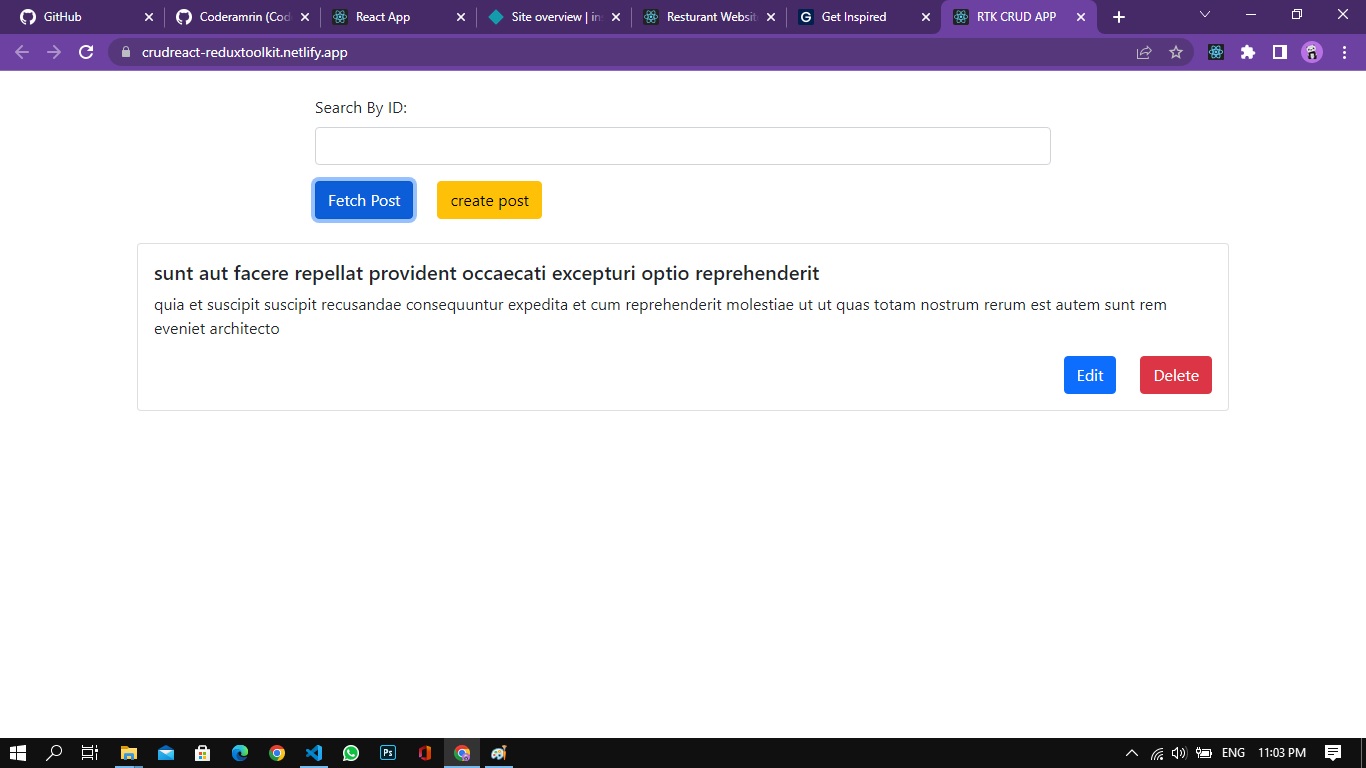 GitHub
Coderamrin (Cod
React App
Site overview | in
Resturant Websit
G Get Inspired
RTK CRUD APP
crudreact-reduxtoolkit.netlify.app
Search By ID:
Fetch Post
create post
sunt aut facere repellat provident occaecati excepturi optio reprehenderit
quia et suscipit suscipit recusandae consequuntur expedita et cum reprehenderit molestiae ut ut quas totam nostrum rerum est autem sunt rem
eveniet architecto
Edit
Delete
Ps
ENG
11:03 PM